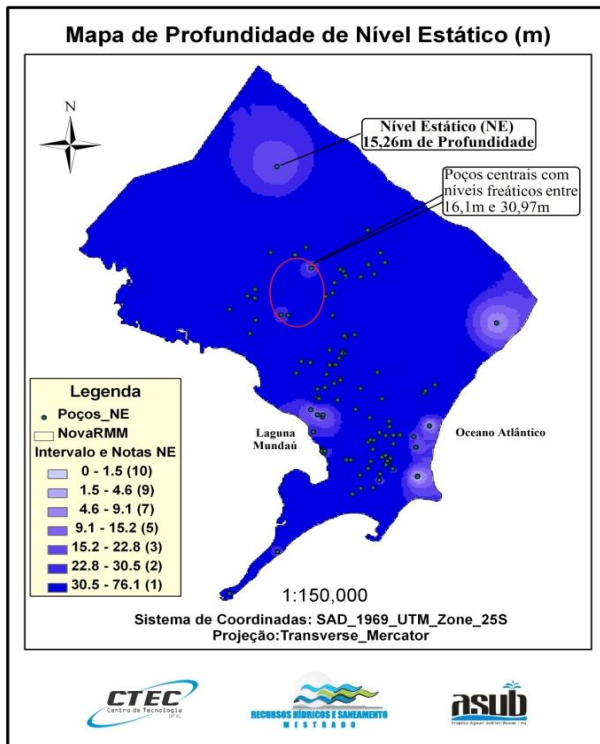 Mapa de Profundidade de Nível Estático (m)
N
Nível Estático (NE)
15,26m de Profundidade
Poços centrais com
níveis freáticos entre
16,1m e 30,97m
Legenda
Poços_NE
NovaRMM
Intervalo e Notas NE
0 - 1.5 (10)
1.5 - 4.6 (9)
4.6 - 9.1 (7)
9.1 - 15.2 (5)
15.2 - 22.8 (3)
22.8 - 30.5 (2)
30.5 - 76.1 (1)
Laguna
Mundaú
Oceano Atlântico
1:150,000
Sistema de Coordinadas: SAD_1969_UTM_Zone_25S
Projeção:Transverse_Mercator
CTEC
Centro de Tecnologia
UFAL
RECURSOS HÍDRICOS E SANEAMENTO
MESTRADO
asub